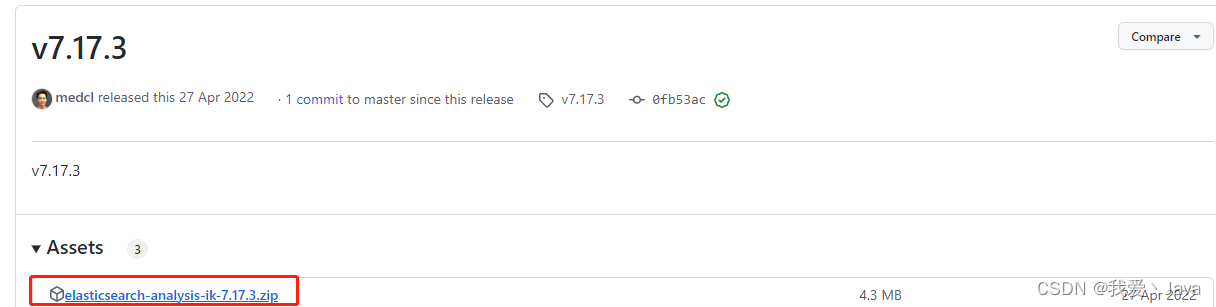 v7.17.3
Compare
medcl released this 27 Apr 2022 · 1 commit to master since this release v7.17.3 0fb53ac
v7.17.3
Assets 3
elasticsearch-analysis-ik-7.17.3.zip 4.3 MB 27 Apr 2022
CSDN @我爱丶Java